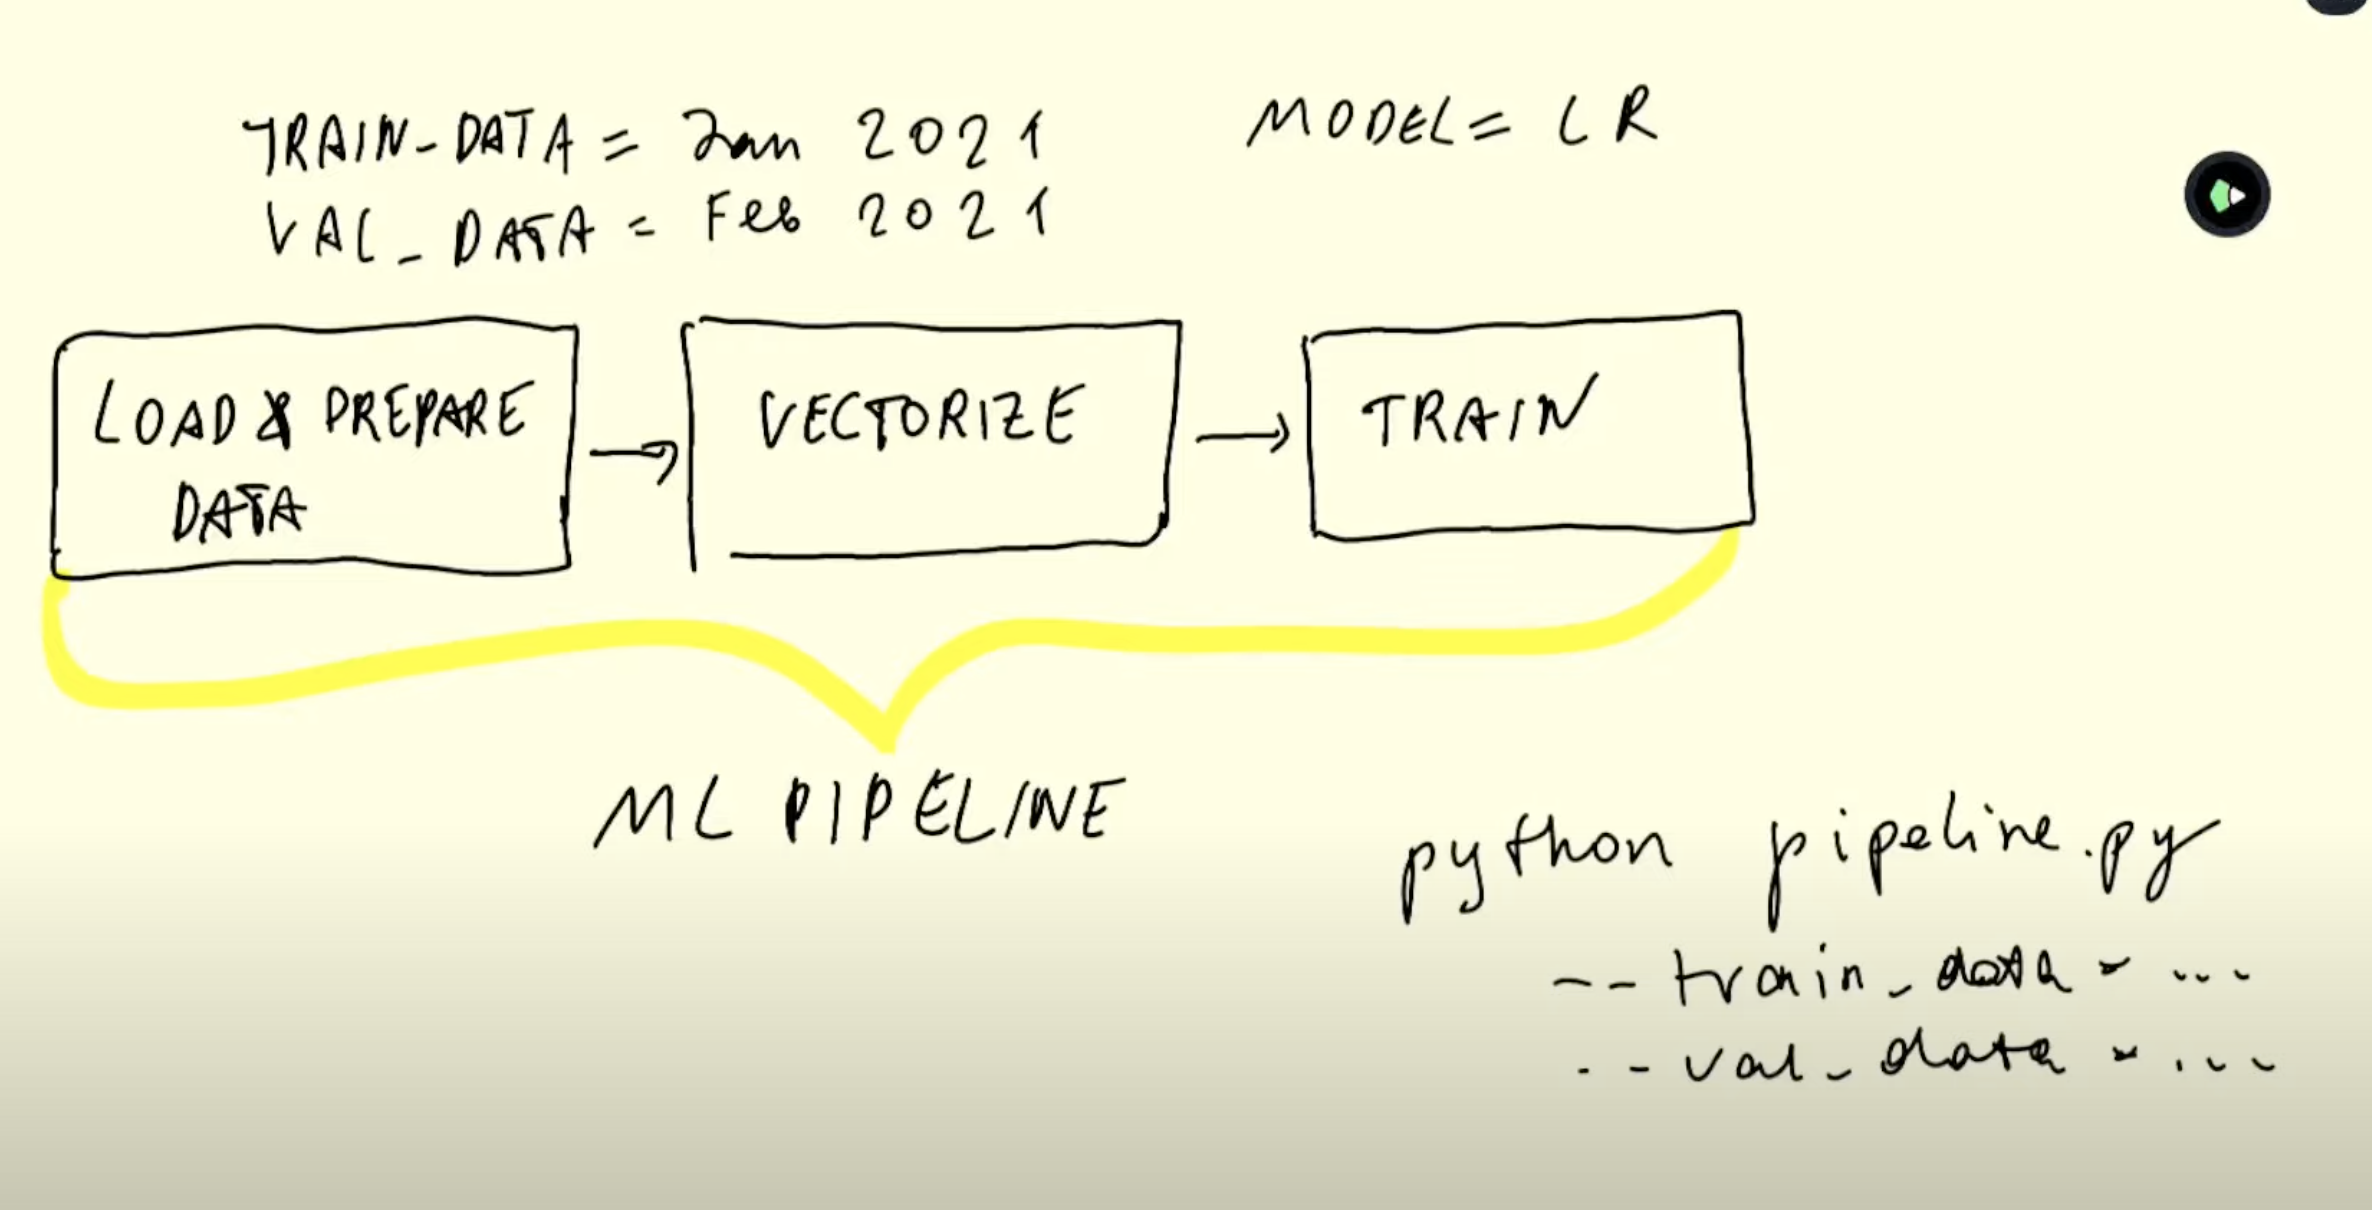 TRAIN-DATA = Jan 2021
VAL_DATA = Feb 2021
MODEL = LR
LOAD & PREPARE
DATA
VECTORIZE
TRAIN
ML PIPELINE
python pipeline.py
--train_data = ...
--val_data = ...